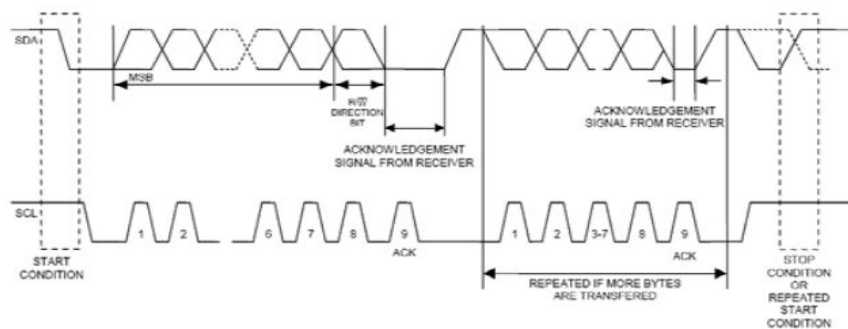 SDA
MSB
R/W
DIRECTION
BIT
ACKNOWLEDGEMENT
SIGNAL FROM RECEIVER
ACKNOWLEDGEMENT
SIGNAL FROM RECEIVER
SCL
1 2 6 7 8 9 1 2 3-7 8 9
ACK ACK
START
CONDITION
REPEATED IF MORE BYTES
ARE TRANSFERED
STOP
CONDITION
OR
REPEATED
START
CONDITION